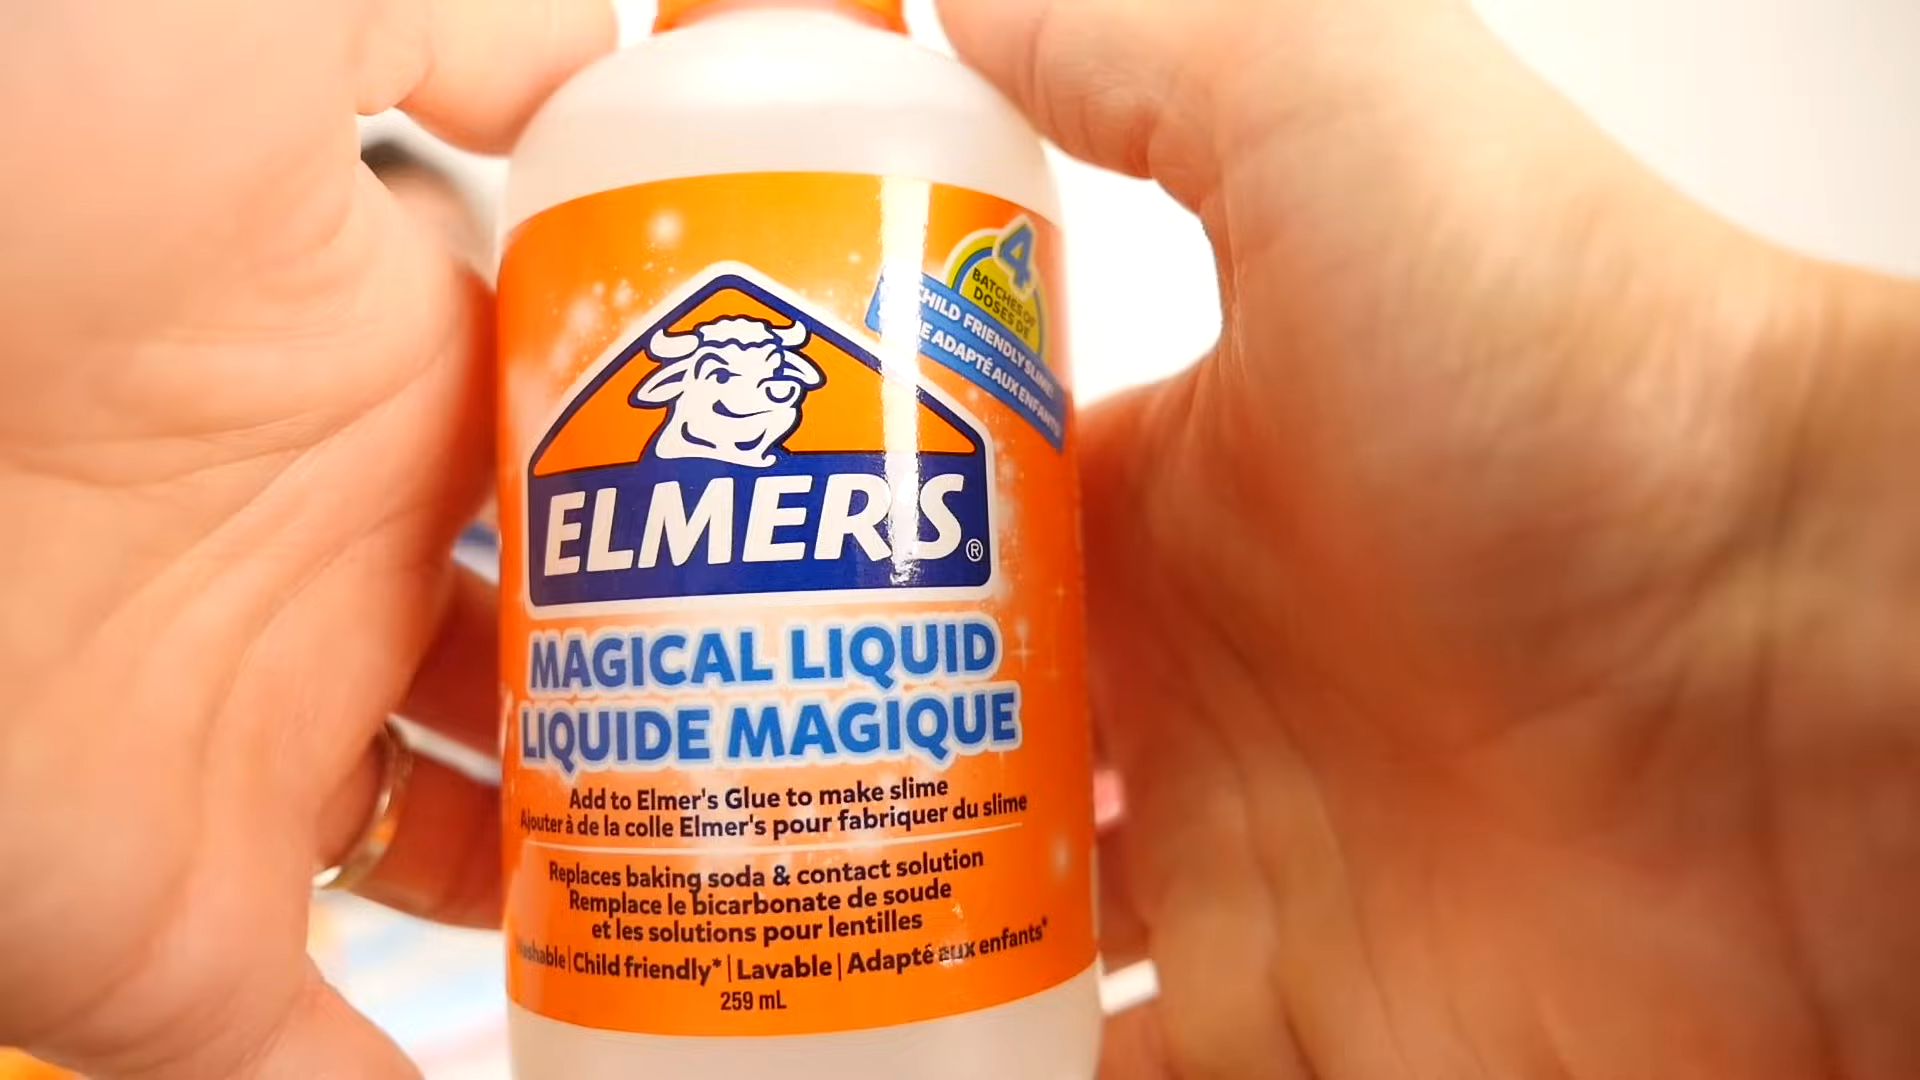 4
BATCHES OF
DOSES DE
CHILD FRIENDLY SLIME
ADAPTÉ AUX ENFANTS
ELMER'S®
MAGICAL LIQUID
LIQUIDE MAGIQUE
Add to Elmer's Glue to make slime
Ajouter à de la colle Elmer's pour fabriquer du slime
Replaces baking soda & contact solution
Remplace le bicarbonate de soude
et les solutions pour lentilles
Washable | Child friendly* | Lavable | Adapté aux enfants*
259 mL